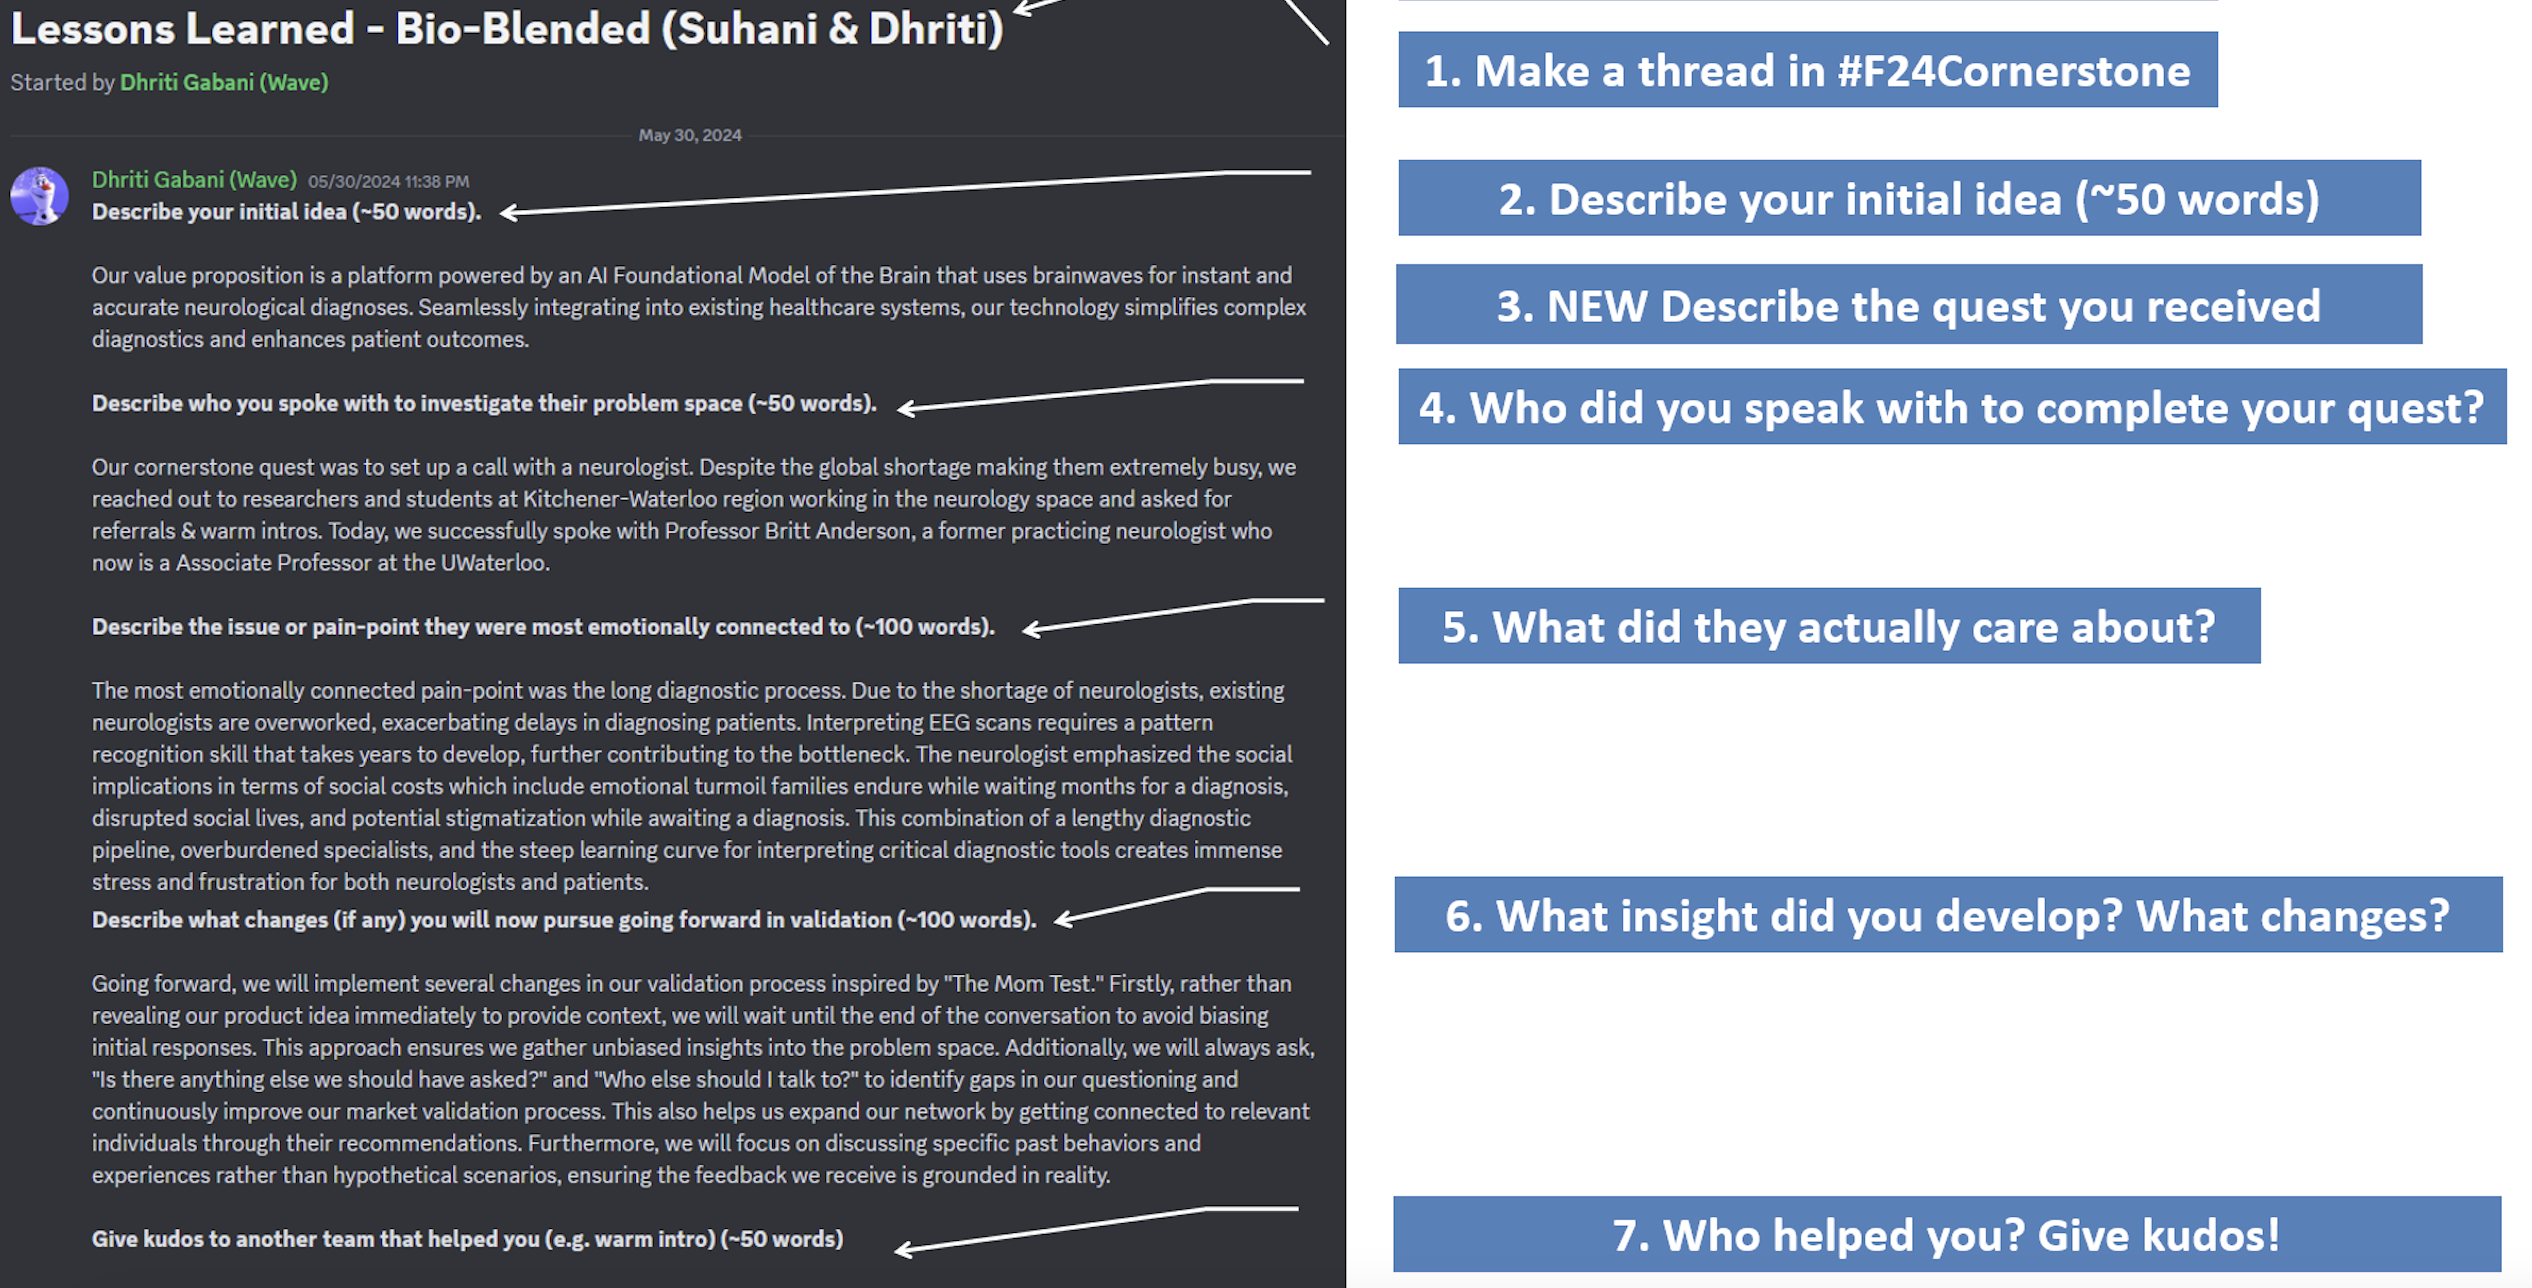 Lessons Learned - Bio-Blended (Suhani & Dhriti)
Started by Dhriti Gabani (Wave)
May 30, 2024
Dhriti Gabani (Wave) 05/30/2024 11:38 PM
Describe your initial idea (~50 words).
Our value proposition is a platform powered by an AI Foundational Model of the Brain that uses brainwaves for instant and
accurate neurological diagnoses. Seamlessly integrating into existing healthcare systems, our technology simplifies complex
diagnostics and enhances patient outcomes.
Describe who you spoke with to investigate their problem space (~50 words).
Our cornerstone quest was to set up a call with a neurologist. Despite the global shortage making them extremely busy, we
reached out to researchers and students at Kitchener-Waterloo region working in the neurology space and asked for
referrals & warm intros. Today, we successfully spoke with Professor Britt Anderson, a former practicing neurologist who
now is a Associate Professor at the UWaterloo.
Describe the issue or pain-point they were most emotionally connected to (~100 words).
The most emotionally connected pain-point was the long diagnostic process. Due to the shortage of neurologists, existing
neurologists are overworked, exacerbating delays in diagnosing patients. Interpreting EEG scans requires a pattern
recognition skill that takes years to develop, further contributing to the bottleneck. The neurologist emphasized the social
implications in terms of social costs which include emotional turmoil families endure while waiting months for a diagnosis,
disrupted social lives, and potential stigmatization while awaiting a diagnosis. This combination of a lengthy diagnostic
pipeline, overburdened specialists, and the steep learning curve for interpreting critical diagnostic tools creates immense
stress and frustration for both neurologists and patients.
Describe what changes (if any) you will now pursue going forward in validation (~100 words).
Going forward, we will implement several changes in our validation process inspired by "The Mom Test." Firstly, rather than
revealing our product idea immediately to provide context, we will wait until the end of the conversation to avoid biasing
initial responses. This approach ensures we gather unbiased insights into the problem space. Additionally, we will always ask,
"Is there anything else we should have asked?" and "Who else should I talk to?" to identify gaps in our questioning and
continuously improve our market validation process. This also helps us expand our network by getting connected to relevant
individuals through their recommendations. Furthermore, we will focus on discussing specific past behaviors and
experiences rather than hypothetical scenarios, ensuring the feedback we receive is grounded in reality.
Give kudos to another team that helped you (e.g. warm intro) (~50 words)
1. Make a thread in #F24Cornerstone
2. Describe your initial idea (~50 words)
3. NEW Describe the quest you received
4. Who did you speak with to complete your quest?
5. What did they actually care about?
6. What insight did you develop? What changes?
7. Who helped you? Give kudos!